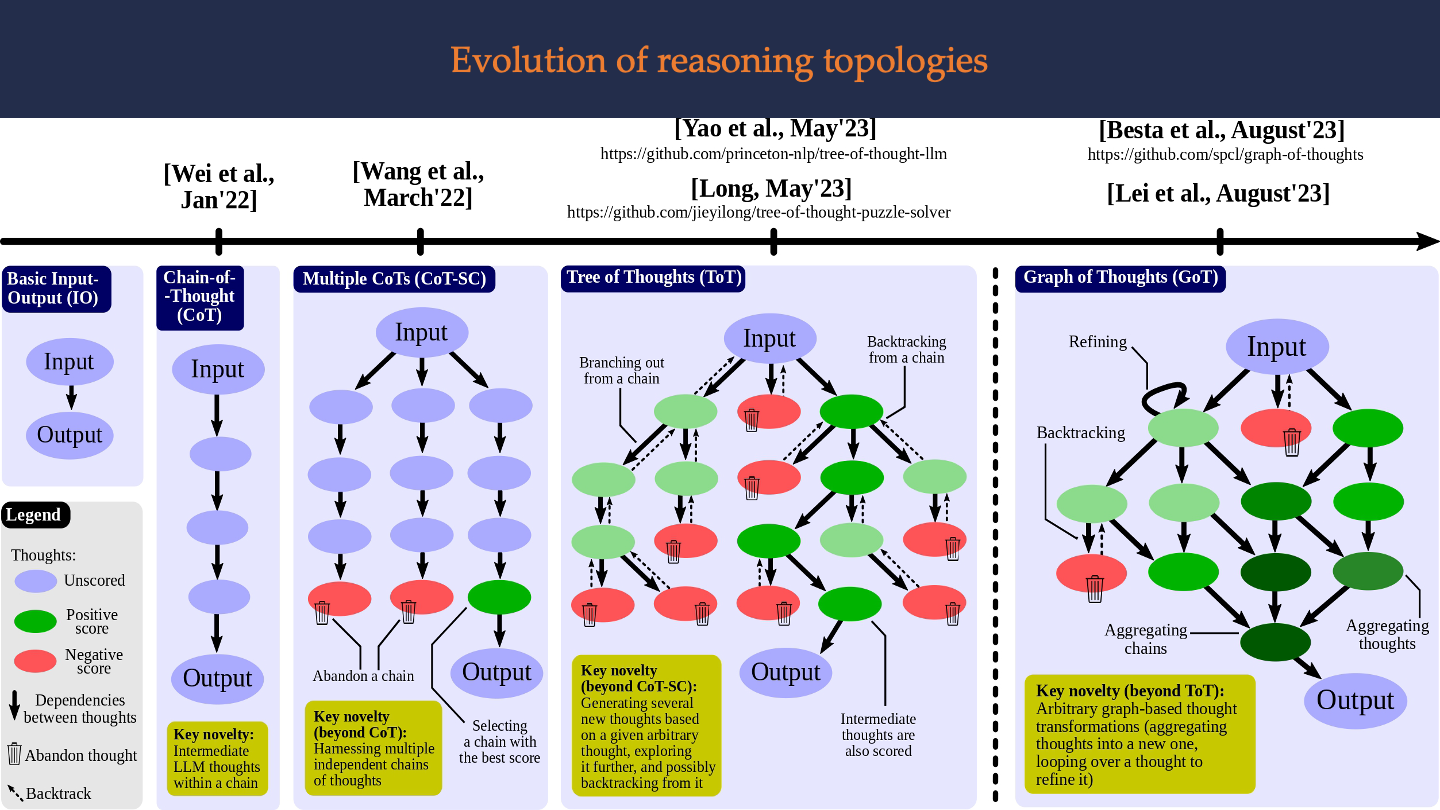 Evolution of reasoning topologies
[Wei et al.,
Jan'22]
[Wang et al.,
March'22]
[Yao et al., May'23]
https://github.com/princeton-nlp/tree-of-thought-llm
[Long, May'23]
https://github.com/jieyilong/tree-of-thought-puzzle-solver
[Besta et al., August'23]
https://github.com/spcl/graph-of-thoughts
[Lei et al., August'23]
Basic Input-
Output (IO)
Input
Output
Legend
Thoughts:
Unscored
Positive
score
Negative
score
Dependencies
between thoughts
Abandon thought
Backtrack
Chain-of-
-Thought
(CoT)
Input
Output
Key novelty:
Intermediate
LLM thoughts
within a chain
Multiple CoTs (CoT-SC)
Input
Output
Abandon a chain
Selecting
a chain with
the best score
Key novelty
(beyond CoT):
Harnessing multiple
independent chains
of thoughts
Tree of Thoughts (ToT)
Input
Branching out
from a chain
Backtracking
from a chain
Output
Intermediate
thoughts are
also scored
Key novelty
(beyond CoT-SC):
Generating several
new thoughts based
on a given arbitrary
thought, exploring
it further, and possibly
backtracking from it
Graph of Thoughts (GoT)
Refining
Input
Backtracking
Aggregating
chains
Aggregating
thoughts
Output
Key novelty (beyond ToT):
Arbitrary graph-based thought
transformations (aggregating
thoughts into a new one,
looping over a thought to
refine it)